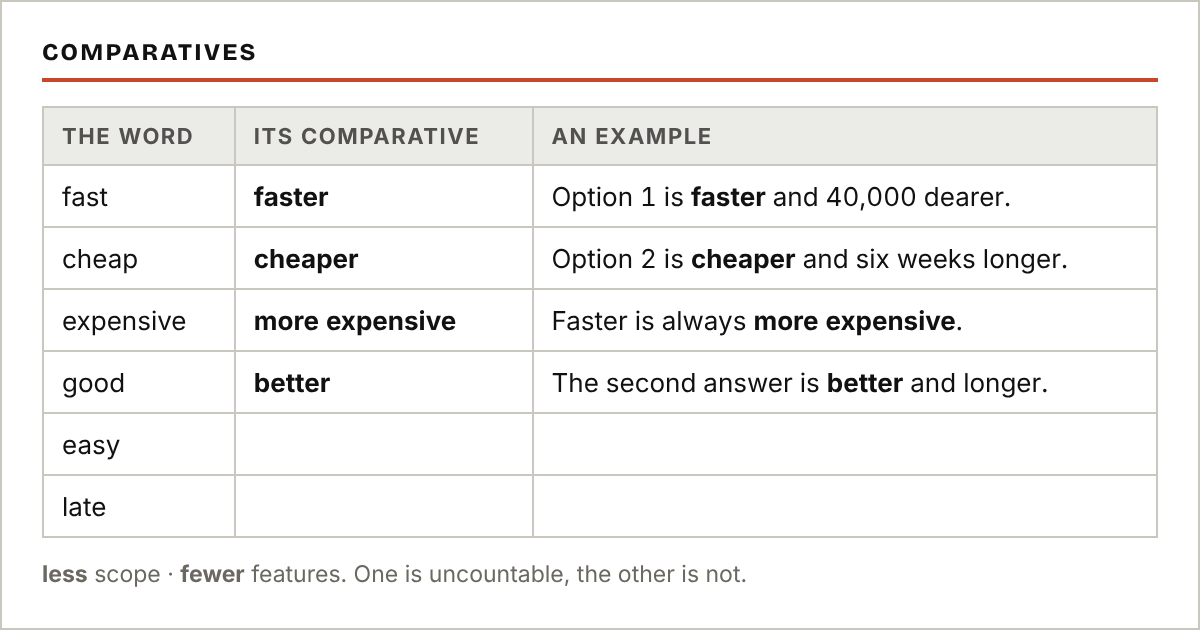 COMPARATIVES
THE WORD ITS COMPARATIVE AN EXAMPLE
fast faster Option 1 is faster and 40,000 dearer.
cheap cheaper Option 2 is cheaper and six weeks longer.
expensive more expensive Faster is always more expensive.
good better The second answer is better and longer.
easy
late
less scope · fewer features. One is uncountable, the other is not.